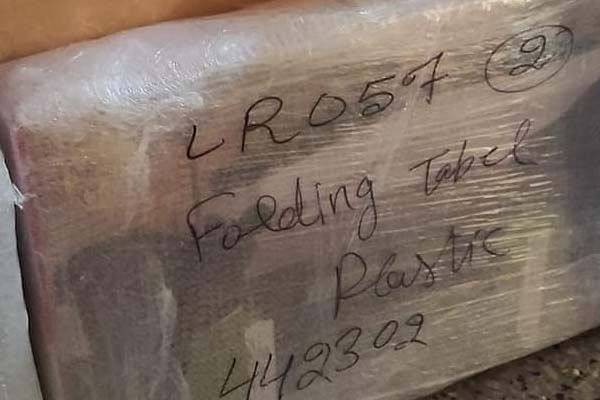 LR057 2
Folding Tabel
Plastic
442302